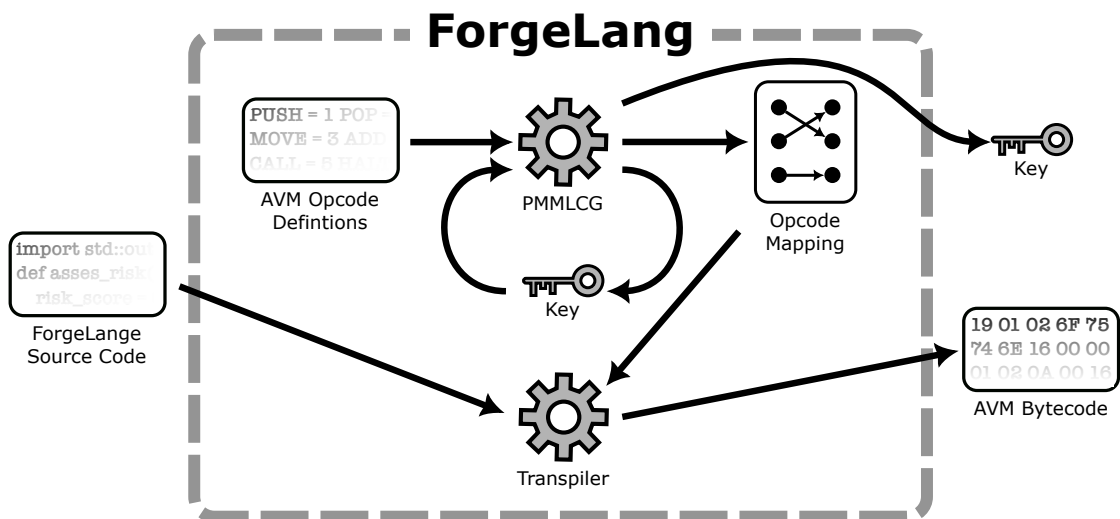 ForgeLang
PUSH = 1 POP =
MOVE = 3 ADD
CALL = 5 HALT
AVM Opcode
Defintions
PMMLCG
Opcode
Mapping
Key
Key
import std::out
def asses_risk
risk_score =
ForgeLange
Source Code
19 01 02 6F 75
74 6E 16 00 00
01 02 0A 00 16
AVM Bytecode
Transpiler